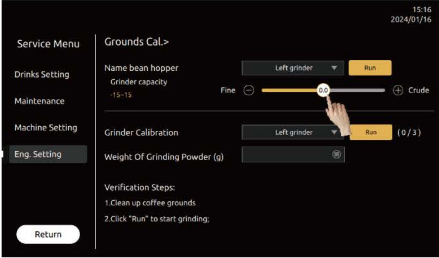 15:16
2024/01/16
Service Menu
Grounds Cal.>
Drinks Setting
Maintenance
Machine Setting
Eng. Setting
Return
Name bean hopper
Left grinder
Run
Grinder capacity
-15~15
Fine
0.0
Crude
Grinder Calibration
Left grinder
Run
(0/3)
Weight Of Grinding Powder (g)
Verification Steps:
1.Clean up coffee grounds
2.Click "Run" to start grinding;